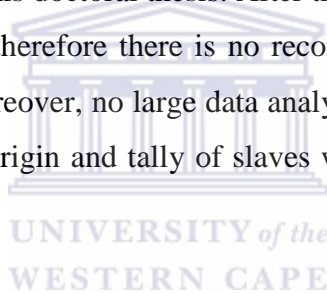 is doctoral thesis. After t
herefore there is no reco
reover, no large data analy
rigin and tally of slaves
UNIVERSITY of the
WESTERN CAPE